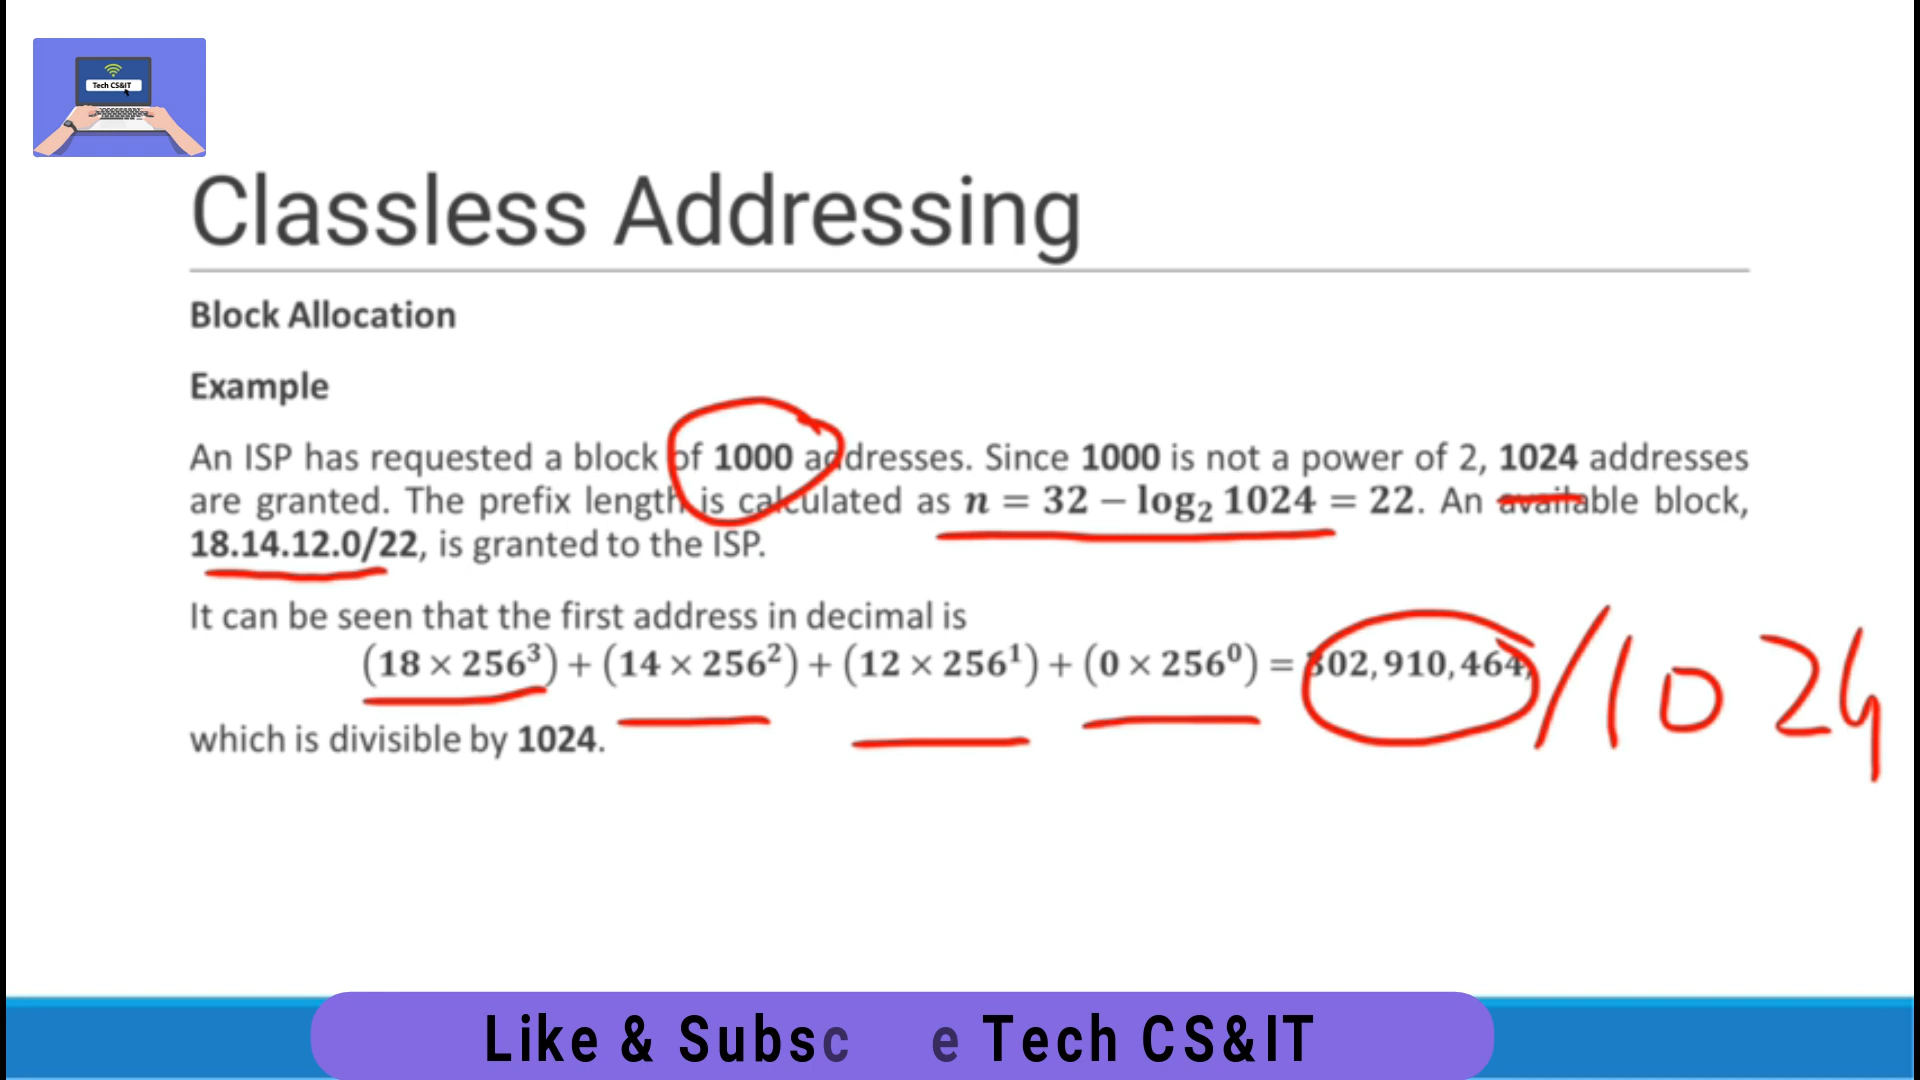 Tech CS&IT
Classless Addressing
Block Allocation
Example
An ISP has requested a block of 1000 addresses. Since 1000 is not a power of 2, 1024 addresses
are granted. The prefix length is calculated as n = 32 − log₂ 1024 = 22. An available block,
18.14.12.0/22, is granted to the ISP.
It can be seen that the first address in decimal is
(18 × 256³) + (14 × 256²) + (12 × 256¹) + (0 × 256⁰) = 302,910,464, /1024
which is divisible by 1024.
Like & Subsc e Tech CS&IT